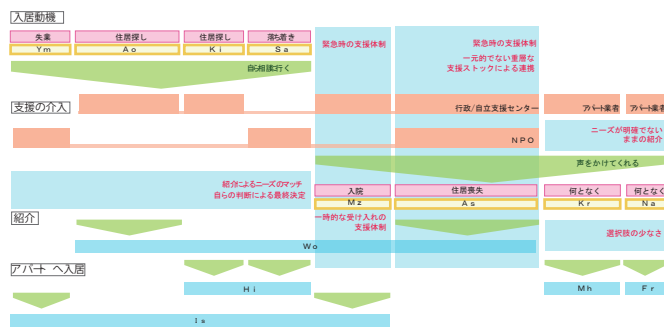 入居動機
失業 住居探し 住居探し 落ち着き
Ym Ao Ki Sa
緊急時の支援体制
緊急時の支援体制
一元的でない重層な
支援ストックによる連携
自ら相談に行く
支援の介入
行政/自立支援センター アパート業者 アパート業者
NPO
ニーズが明確でない
ままの紹介
声をかけてくれる
紹介によるニーズのマッチ
自らの判断による最終決定
入院 住居喪失 何となく 何となく
Mz As Kr Na
紹介
一時的な受け入れの
支援体制
選択肢の少なさ
Wo
アパートへ入居
Hi Mh Fr
Is